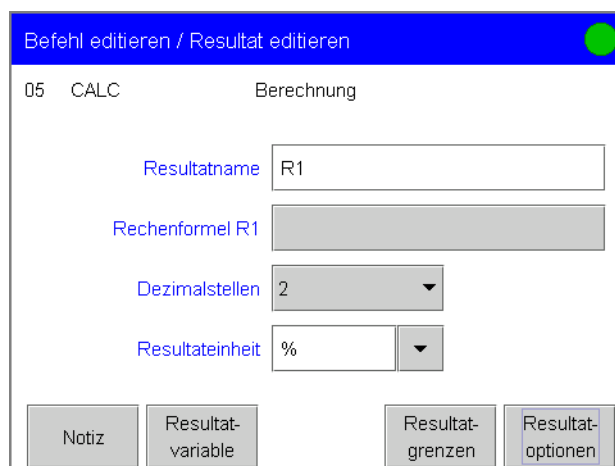 Befehl editieren / Resultat editieren
05 CALC Berechnung
Resultatname R1
Rechenformel R1
Dezimalstellen 2
Resultateinheit %
Notiz
Resultat-
variable
Resultat-
grenzen
Resultat-
optionen